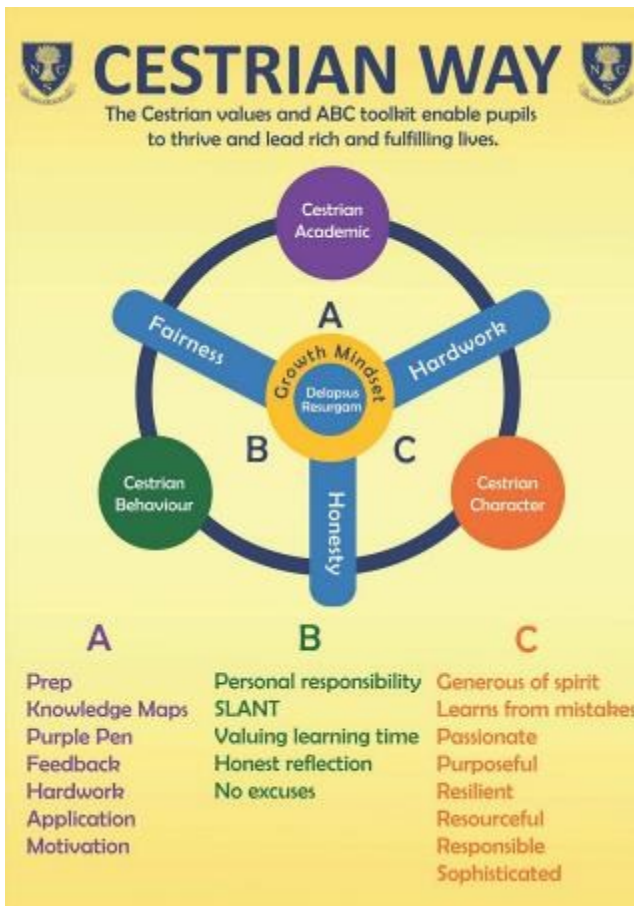 CESTRIAN WAY
The Cestrian values and ABC toolkit enable pupils
to thrive and lead rich and fulfilling lives.
Cestrian
Academic
Fairness
Hardwork
A
Growth Mindset
Delapsus
Resurgam
B
C
Cestrian
Behaviour
Cestrian
Character
Honesty
A
Prep
Knowledge Maps
Purple Pen
Feedback
Hardwork
Application
Motivation
B
Personal responsibility
SLANT
Valuing learning time
Honest reflection
No excuses
C
Generous of spirit
Learns from mistakes
Passionate
Purposeful
Resilient
Resourceful
Responsible
Sophisticated